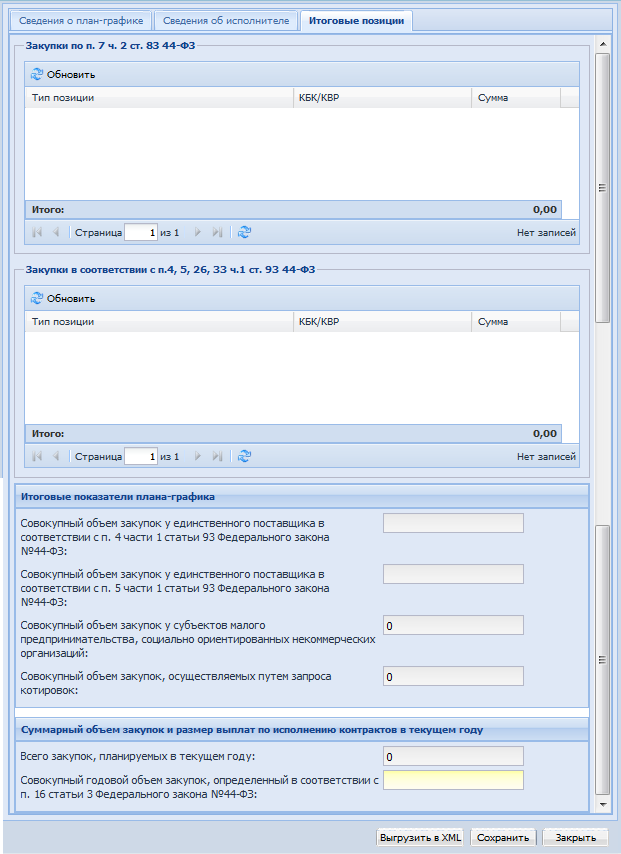 Сведения о план-графике
Сведения об исполнителе
Итоговые позиции
Закупки по п. 7 ч. 2 ст. 83 44-ФЗ
Обновить
Тип позиции КБК/КВР Сумма
Итого: 0,00
Страница 1 из 1 Нет записей
Закупки в соответствии с п.4, 5, 26, 33 ч.1 ст. 93 44-ФЗ
Обновить
Тип позиции КБК/КВР Сумма
Итого: 0,00
Страница 1 из 1 Нет записей
Итоговые показатели плана-графика
Совокупный объем закупок у единственного поставщика в
соответствии с п. 4 части 1 статьи 93 Федерального закона
№44-ФЗ:
Совокупный объем закупок у единственного поставщика в
соответствии с п. 5 части 1 статьи 93 Федерального закона
№44-ФЗ:
Совокупный объем закупок у субъектов малого
предпринимательства, социально ориентированных некоммерческих
организаций:
0
Совокупный объем закупок, осуществляемых путем запроса
котировок:
0
Суммарный объем закупок и размер выплат по исполнению контрактов в текущем году
Всего закупок, планируемых в текущем году: 0
Совокупный годовой объем закупок, определенный в соответствии с
п. 16 статьи 3 Федерального закона №44-ФЗ:
Выгрузить в XML Сохранить Закрыть